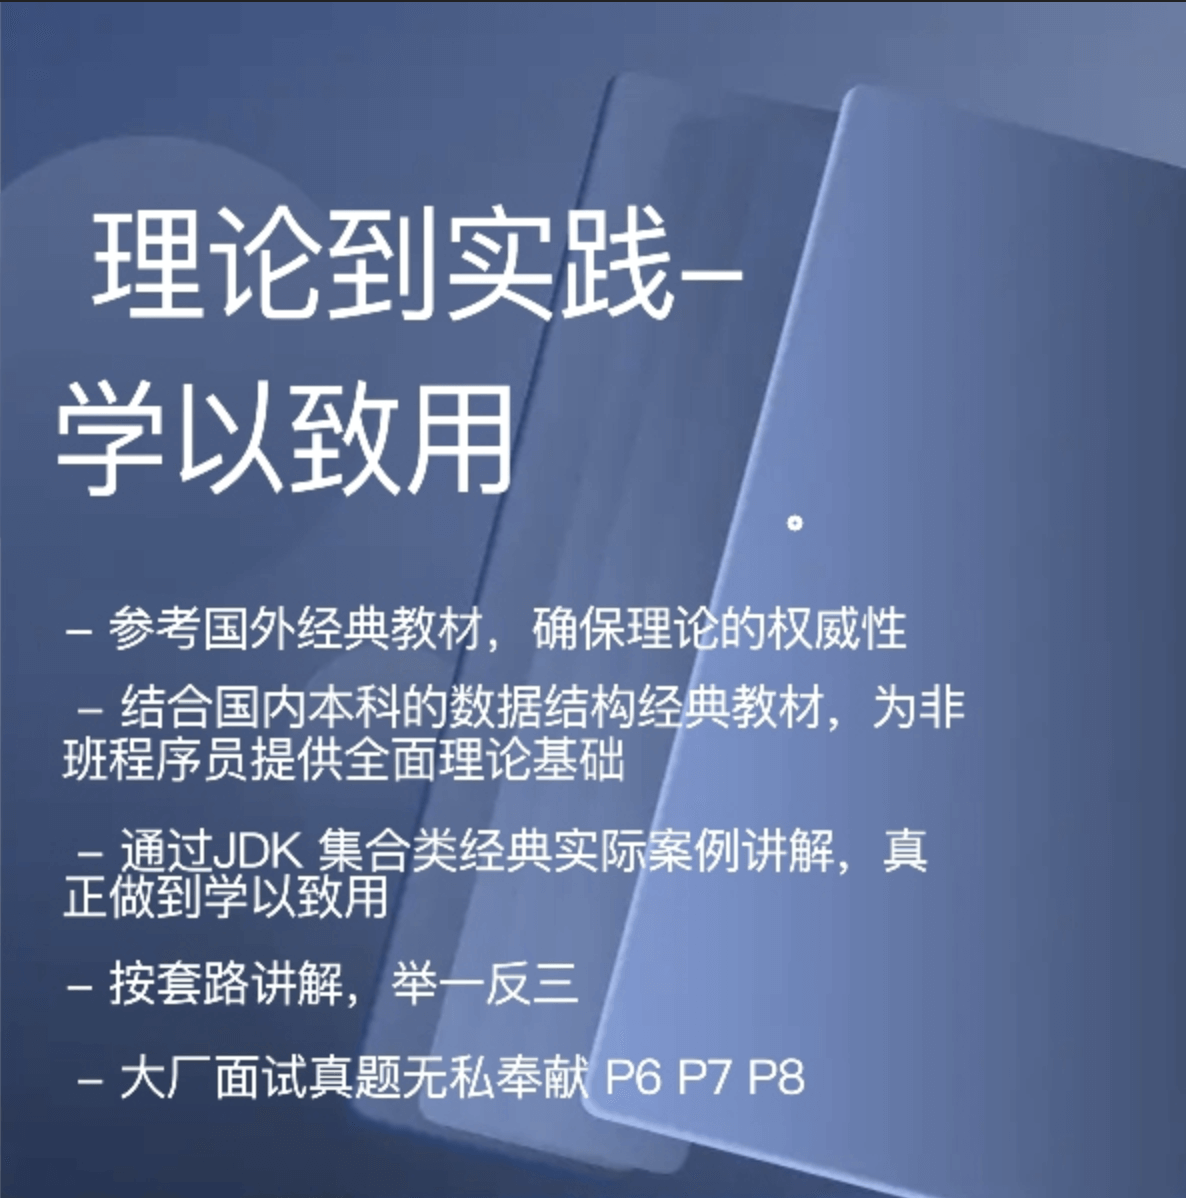 理论到实践–
学以致用
– 参考国外经典教材，确保理论的权威性
– 结合国内本科的数据结构经典教材，为非
班程序员提供全面理论基础
– 通过JDK 集合类经典实际案例讲解，真
正做到学以致用
– 按套路讲解，举一反三
– 大厂面试真题无私奉献 P6 P7 P8